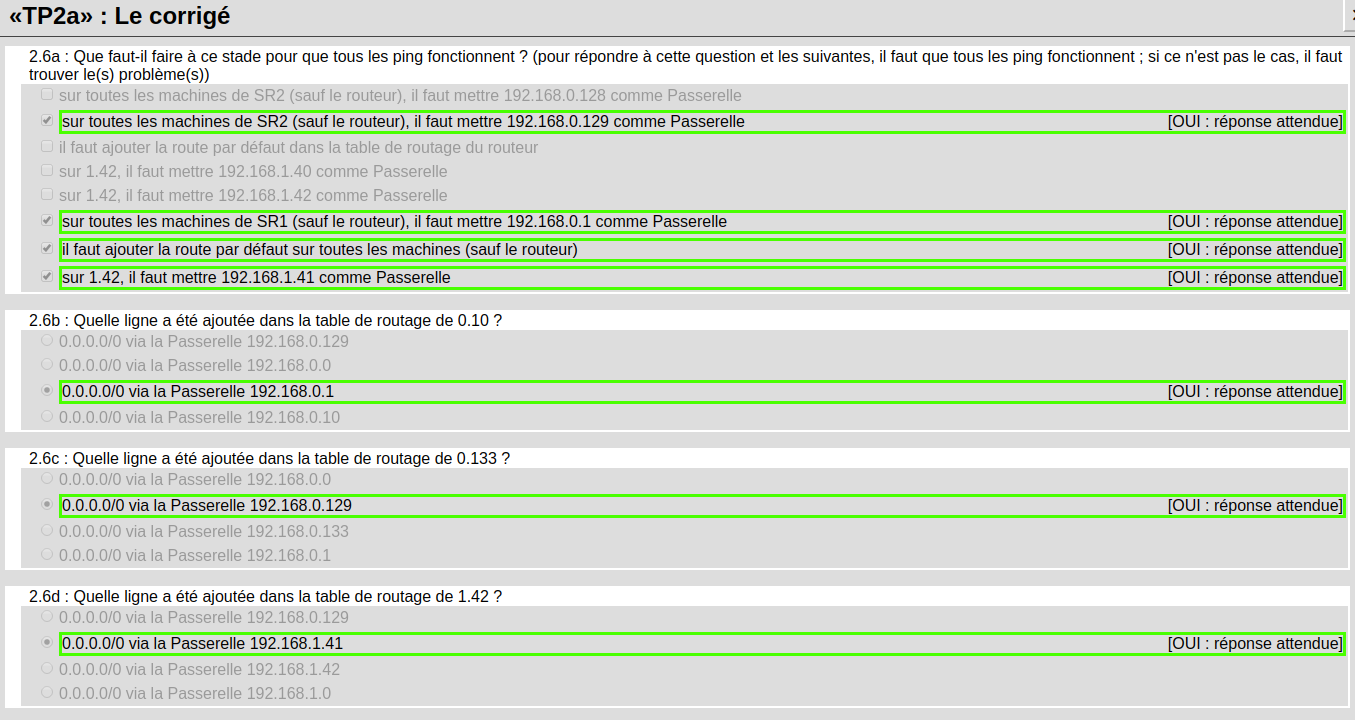 «TP2a» : Le corrigé
2.6a : Que faut-il faire à ce stade pour que tous les ping fonctionnent ? (pour répondre à cette question et les suivantes, il faut que tous les ping fonctionnent ; si ce n'est pas le cas, il faut
trouver le(s) problème(s))
sur toutes les machines de SR2 (sauf le routeur), il faut mettre 192.168.0.128 comme Passerelle
sur toutes les machines de SR2 (sauf le routeur), il faut mettre 192.168.0.129 comme Passerelle [OUI : réponse attendue]
il faut ajouter la route par défaut dans la table de routage du routeur
sur 1.42, il faut mettre 192.168.1.40 comme Passerelle
sur 1.42, il faut mettre 192.168.1.42 comme Passerelle
sur toutes les machines de SR1 (sauf le routeur), il faut mettre 192.168.0.1 comme Passerelle [OUI : réponse attendue]
il faut ajouter la route par défaut sur toutes les machines (sauf le routeur) [OUI : réponse attendue]
sur 1.42, il faut mettre 192.168.1.41 comme Passerelle [OUI : réponse attendue]
2.6b : Quelle ligne a été ajoutée dans la table de routage de 0.10 ?
0.0.0.0/0 via la Passerelle 192.168.0.129
0.0.0.0/0 via la Passerelle 192.168.0.0
0.0.0.0/0 via la Passerelle 192.168.0.1 [OUI : réponse attendue]
0.0.0.0/0 via la Passerelle 192.168.0.10
2.6c : Quelle ligne a été ajoutée dans la table de routage de 0.133 ?
0.0.0.0/0 via la Passerelle 192.168.0.0
0.0.0.0/0 via la Passerelle 192.168.0.129 [OUI : réponse attendue]
0.0.0.0/0 via la Passerelle 192.168.0.133
0.0.0.0/0 via la Passerelle 192.168.0.1
2.6d : Quelle ligne a été ajoutée dans la table de routage de 1.42 ?
0.0.0.0/0 via la Passerelle 192.168.0.129
0.0.0.0/0 via la Passerelle 192.168.1.41 [OUI : réponse attendue]
0.0.0.0/0 via la Passerelle 192.168.1.42
0.0.0.0/0 via la Passerelle 192.168.1.0